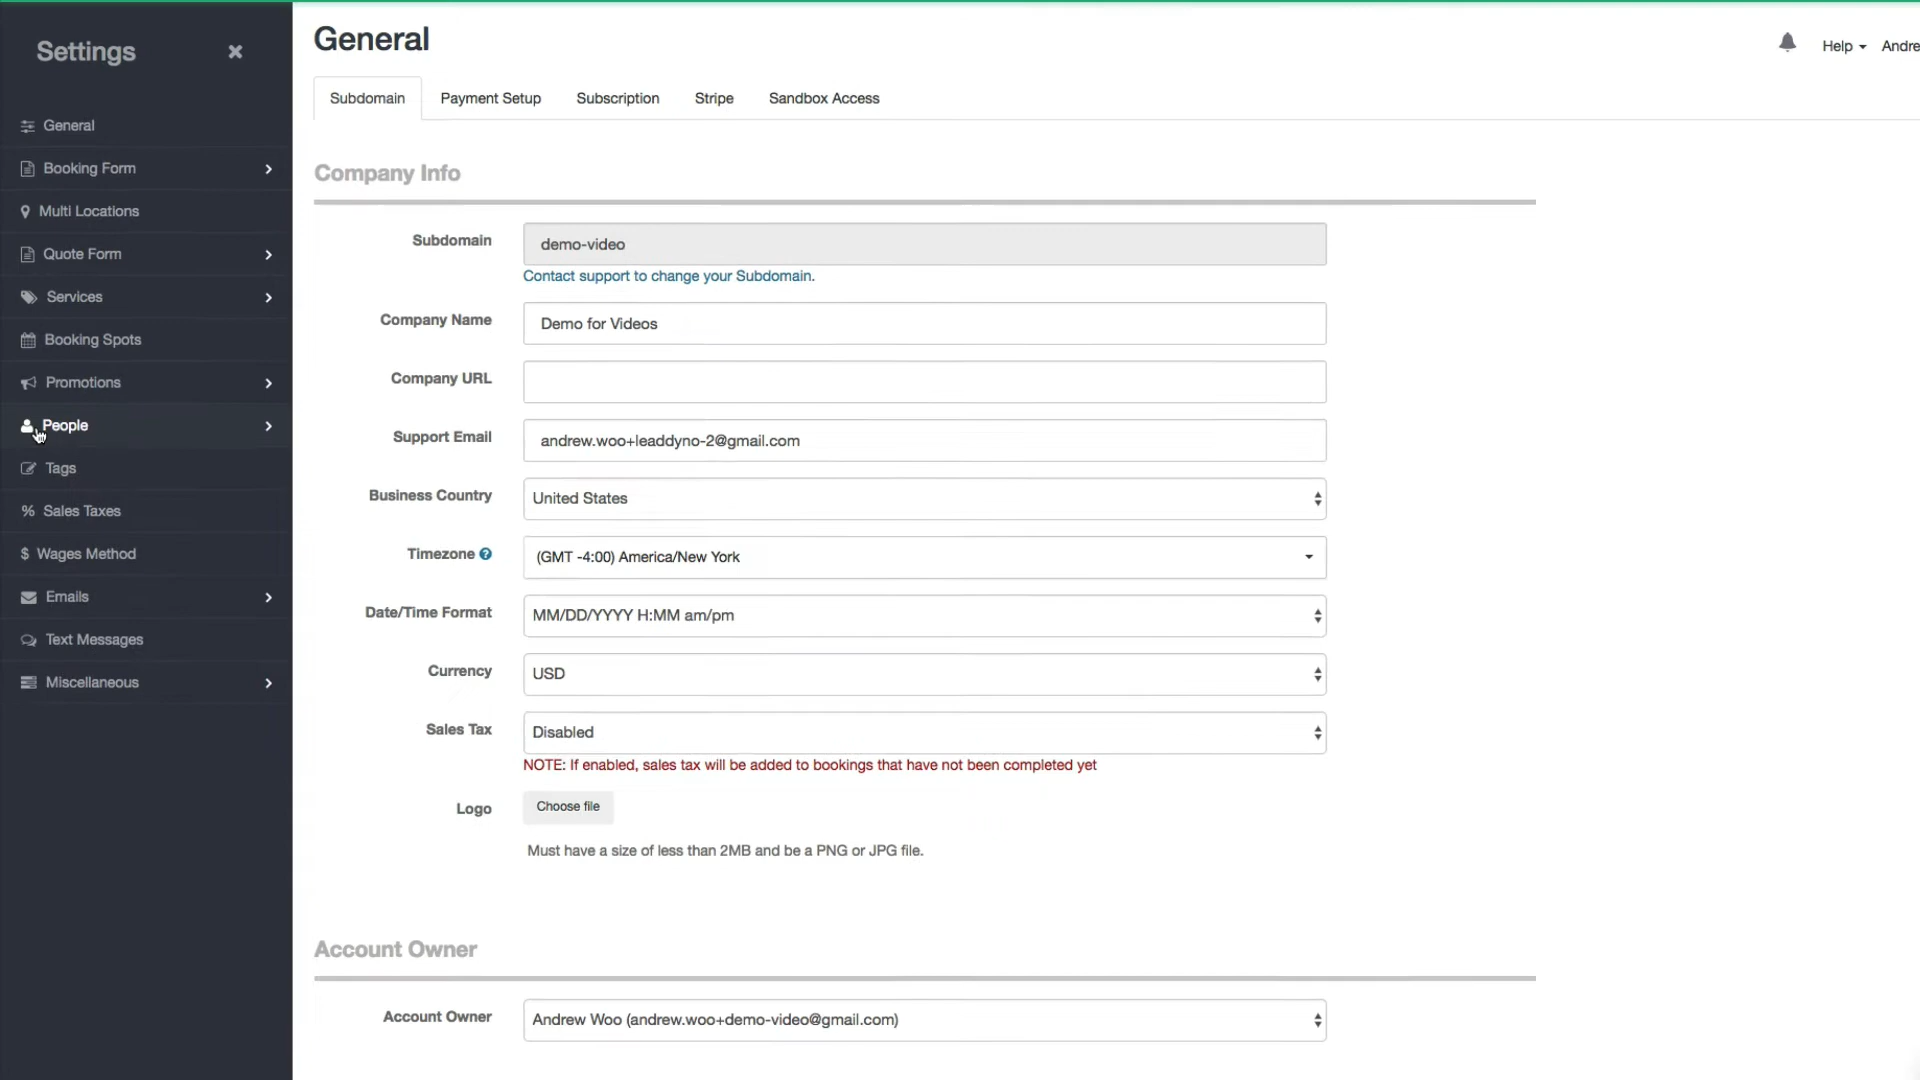 Settings
General
Booking Form
Multi Locations
Quote Form
Services
Booking Spots
Promotions
People
Tags
% Sales Taxes
$ Wages Method
Emails
Text Messages
Miscellaneous
General
Help
Andre
Subdomain
Payment Setup
Subscription
Stripe
Sandbox Access
Company Info
Subdomain
demo-video
Contact support to change your Subdomain.
Company Name
Demo for Videos
Company URL
Support Email
andrew.woo+leaddyno-2@gmail.com
Business Country
United States
Timezone ?
(GMT -4:00) America/New York
Date/Time Format
MM/DD/YYYY H:MM am/pm
Currency
USD
Sales Tax
Disabled
NOTE: If enabled, sales tax will be added to bookings that have not been completed yet
Logo
Choose file
Must have a size of less than 2MB and be a PNG or JPG file.
Account Owner
Account Owner
Andrew Woo (andrew.woo+demo-video@gmail.com)